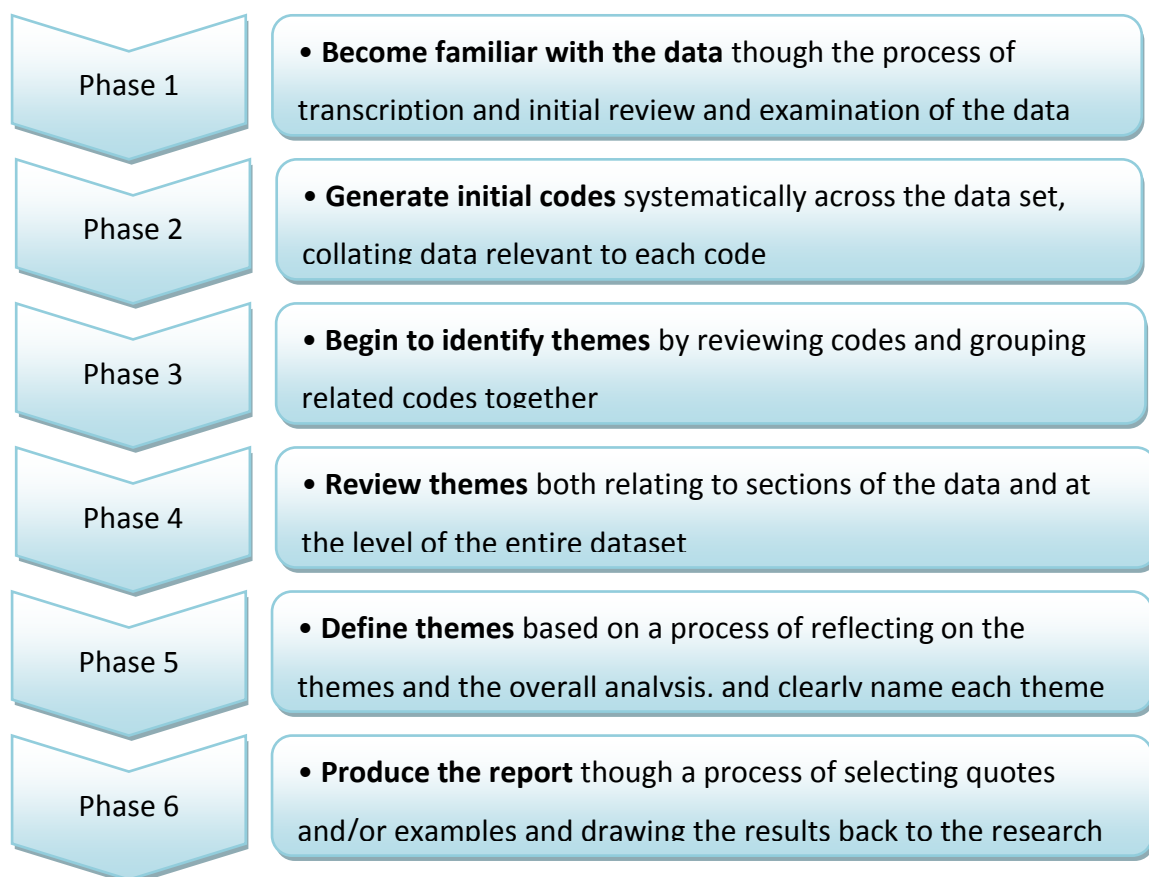 Phase 1
• Become familiar with the data though the process of
transcription and initial review and examination of the data
Phase 2
• Generate initial codes systematically across the data set,
collating data relevant to each code
Phase 3
• Begin to identify themes by reviewing codes and grouping
related codes together
Phase 4
• Review themes both relating to sections of the data and at
the level of the entire dataset
Phase 5
• Define themes based on a process of reflecting on the
themes and the overall analysis. and clearly name each theme
Phase 6
• Produce the report though a process of selecting quotes
and/or examples and drawing the results back to the research